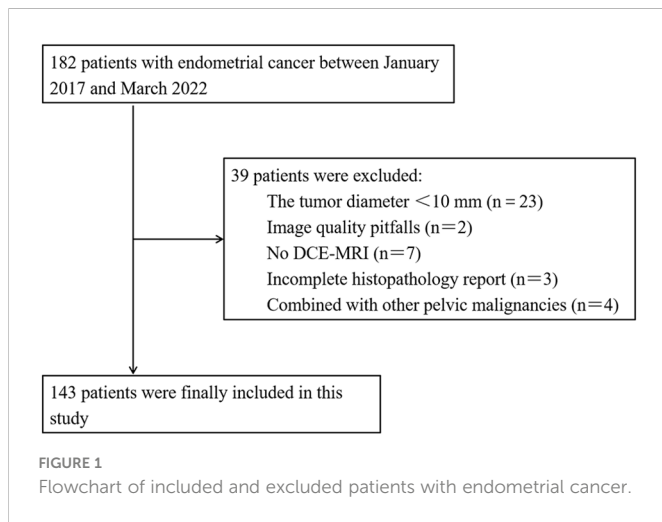 182 patients with endometrial cancer between January
2017 and March 2022
39 patients were excluded:
The tumor diameter <10 mm (n = 23)
Image quality pitfalls (n=2)
No DCE-MRI (n=7)
Incomplete histopathology report (n=3)
Combined with other pelvic malignancies (n=4)
143 patients were finally included in this
study
FIGURE 1
Flowchart of included and excluded patients with endometrial cancer.